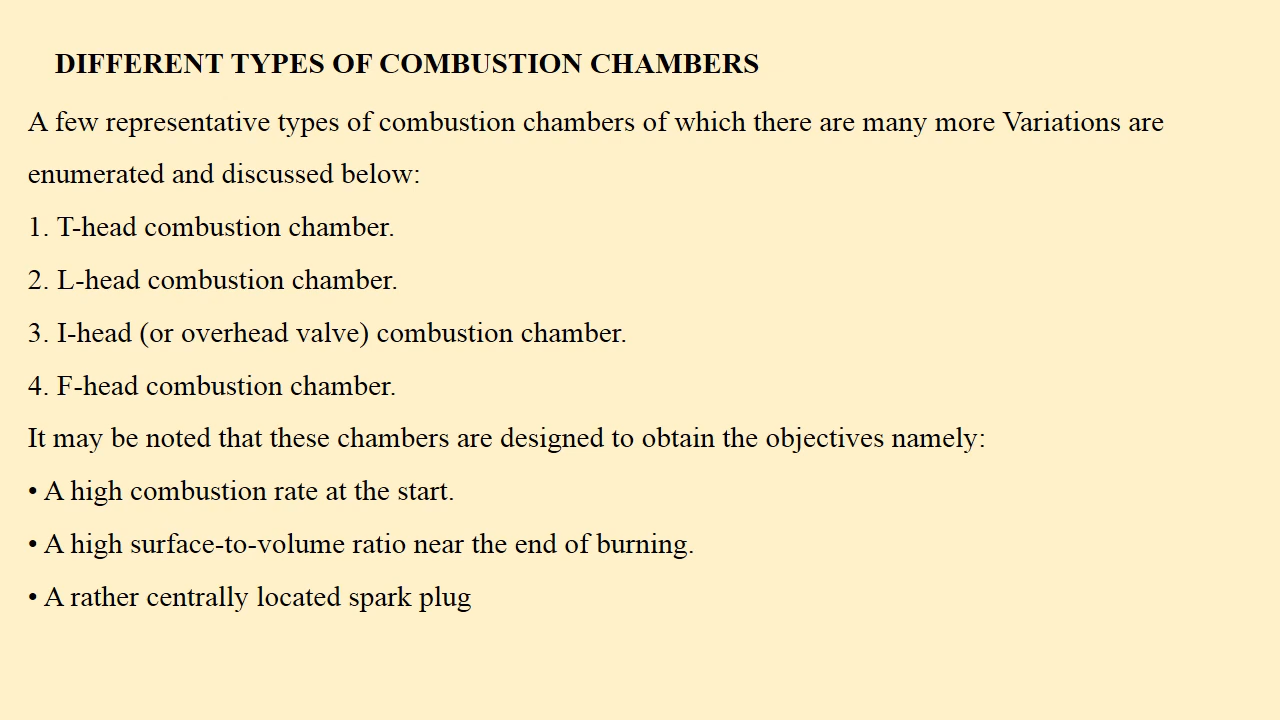 DIFFERENT TYPES OF COMBUSTION CHAMBERS
A few representative types of combustion chambers of which there are many more Variations are
enumerated and discussed below:
1. T-head combustion chamber.
2. L-head combustion chamber.
3. I-head (or overhead valve) combustion chamber.
4. F-head combustion chamber.
It may be noted that these chambers are designed to obtain the objectives namely:
• A high combustion rate at the start.
• A high surface-to-volume ratio near the end of burning.
• A rather centrally located spark plug